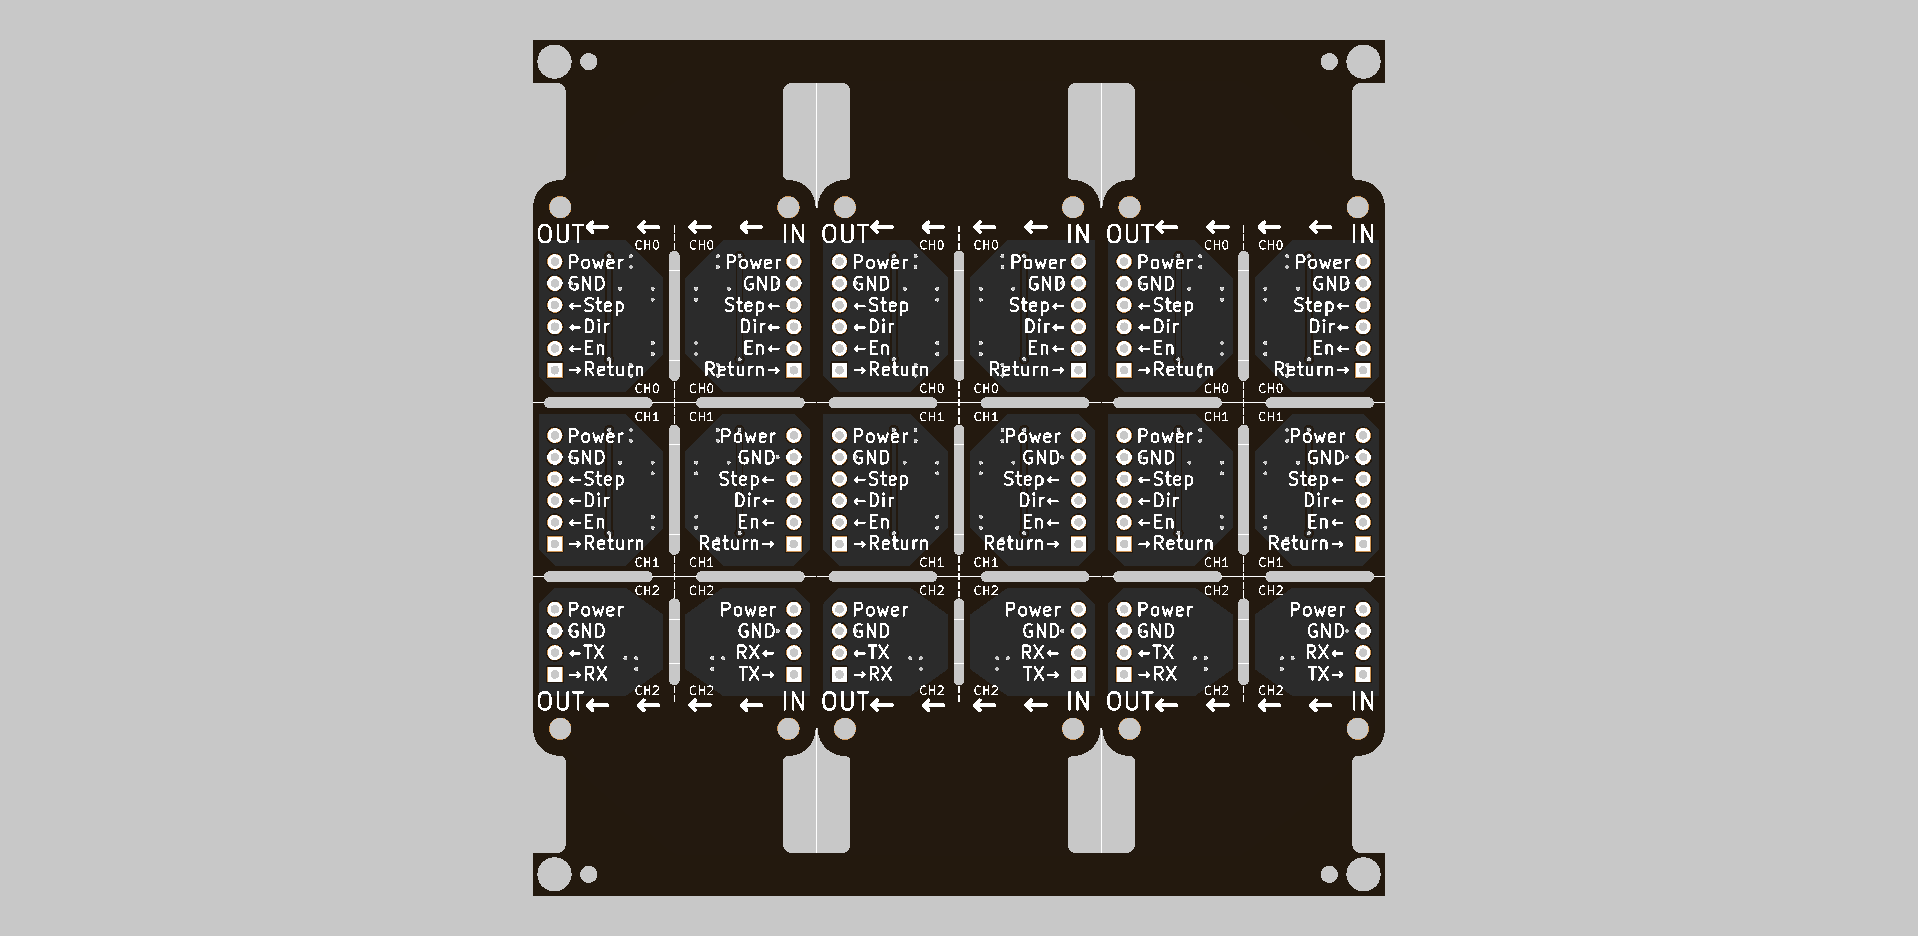 OUT ← ← ← ← IN OUT ← ← ← ← IN OUT ← ← ← ← IN
CH0 CH0 CH0 CH0 CH0 CH0
Power Power Power Power Power Power
GND GND GND GND GND GND
←Step Step← ←Step Step← ←Step Step←
←Dir Dir← ←Dir Dir← ←Dir Dir←
←En En← ←En En← ←En En←
→Return Return→ →Return Return→ →Return Return→
CH0 CH0 CH0 CH0 CH0 CH0
CH1 CH1 CH1 CH1 CH1 CH1
Power Power Power Power Power Power
GND GND GND GND GND GND
←Step Step← ←Step Step← ←Step Step←
←Dir Dir← ←Dir Dir← ←Dir Dir←
←En En← ←En En← ←En En←
→Return Return→ →Return Return→ →Return Return→
CH1 CH1 CH1 CH1 CH1 CH1
CH2 CH2 CH2 CH2 CH2 CH2
Power Power Power Power Power Power
GND GND GND GND GND GND
←TX RX← ←TX RX← ←TX RX←
→RX TX→ →RX TX→ →RX TX→
CH2 CH2 CH2 CH2 CH2 CH2
OUT ← ← ← ← IN OUT ← ← ← ← IN OUT ← ← ← ← IN